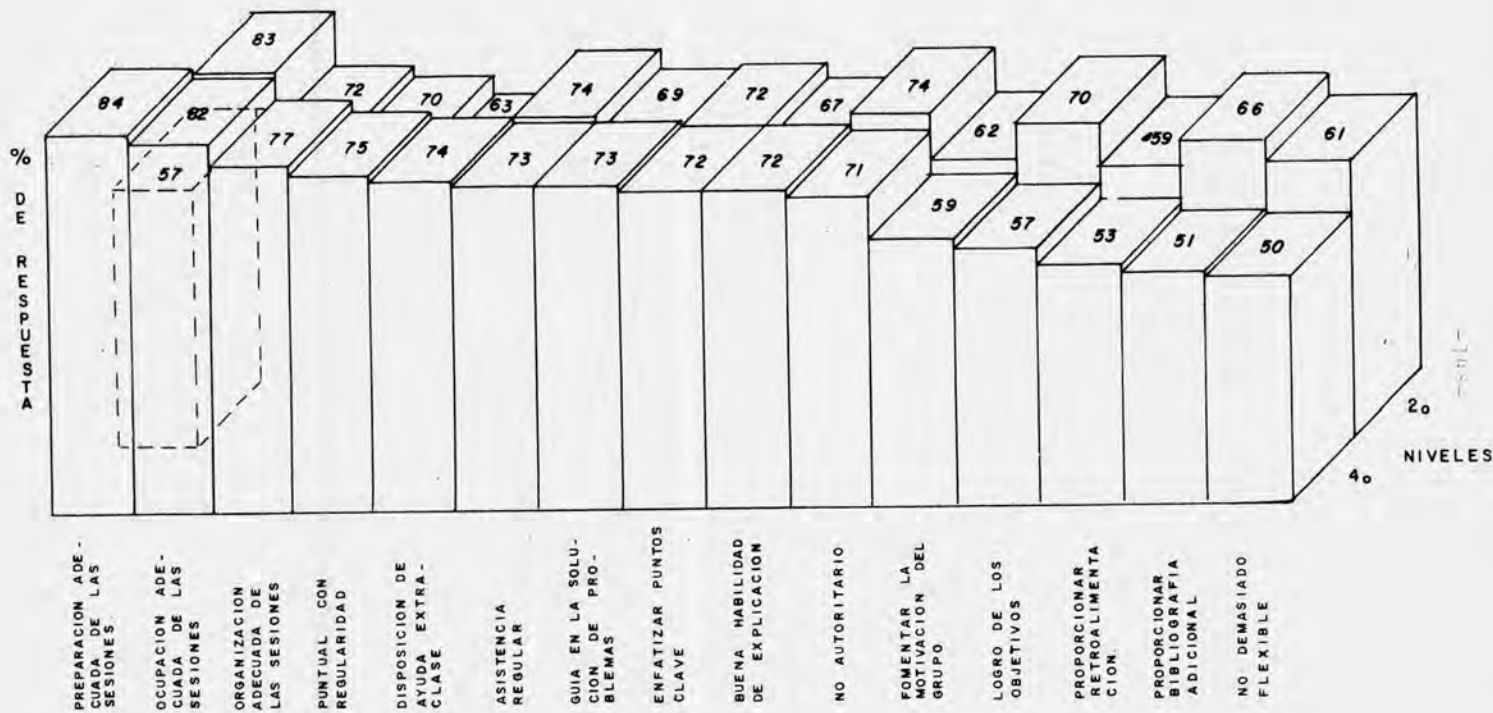 83
84
82
72
70
63
74
69
72
67
74
62
70
59
66
61
57
77
75
74
73
73
72
72
71
59
57
53
51
50
% DE RESPUESTA
2o
NIVELES
4o
PREPARACION ADE-
CUADA DE LAS
SESIONES
OCUPACION ADE-
CUADA DE LAS
SESIONES
ORGANIZACION
ADECUADA DE
LAS SESIONES
PUNTUAL CON
REGULARIDAD
DISPOSICION DE
AYUDA EXTRA-
CLASE
ASISTENCIA
REGULAR
GUIA EN LA SOLU-
CION DE PRO-
BLEMAS
ENFATIZAR PUNTOS
CLAVE
BUENA HABILIDAD
DE EXPLICACION
NO AUTORITARIO
FOMENTAR LA
MOTIVACION DEL
GRUPO
LOGRO DE LOS
OBJETIVOS
PROPORCIONAR
RETROALIMENTA
CION.
PROPORCIONAR
BIBLIOGRAFIA
ADICIONAL
NO DEMASIADO
FLEXIBLE